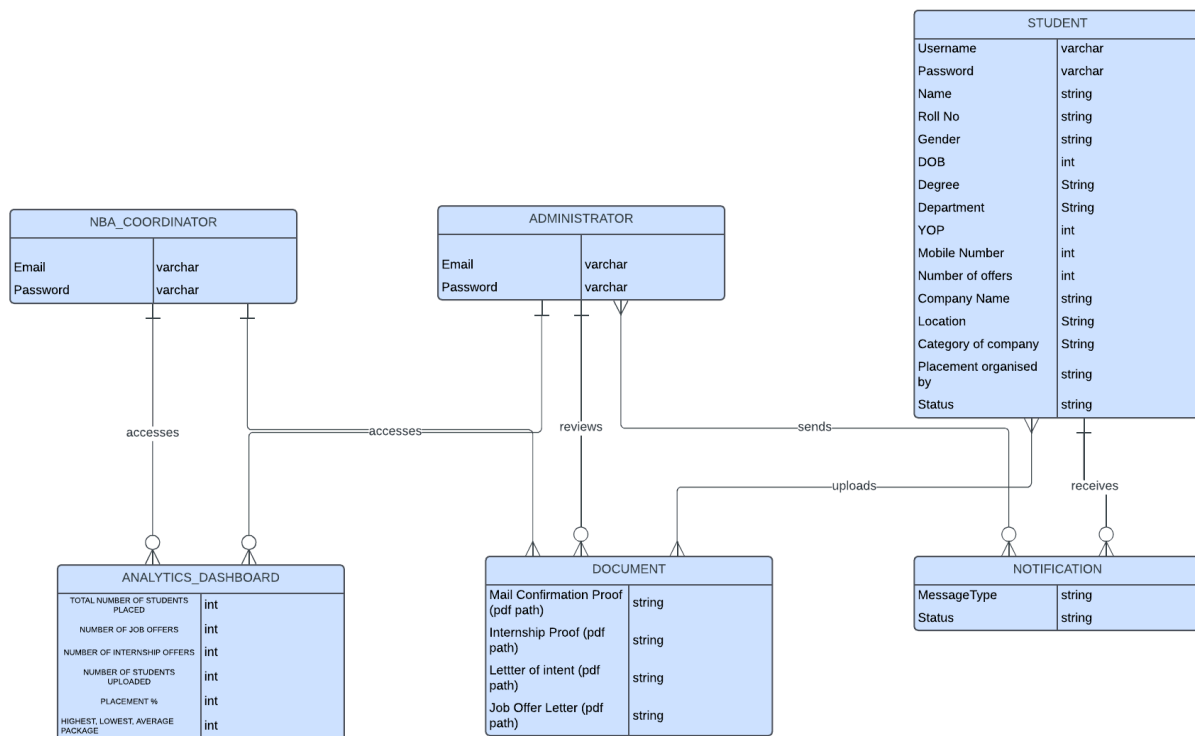 STUDENT
Username varchar
Password varchar
Name string
Roll No string
Gender string
DOB int
Degree String
Department String
YOP int
Mobile Number int
Number of offers int
Company Name string
Location String
Category of company String
Placement organised
by string
Status string
NBA_COORDINATOR
Email varchar
Password varchar
ADMINISTRATOR
Email varchar
Password varchar
accesses
accesses
reviews
sends
uploads
receives
ANALYTICS_DASHBOARD
TOTAL NUMBER OF STUDENTS
PLACED int
NUMBER OF JOB OFFERS int
NUMBER OF INTERNSHIP OFFERS int
NUMBER OF STUDENTS
UPLOADED int
PLACEMENT % int
HIGHEST, LOWEST, AVERAGE
PACKAGE int
DOCUMENT
Mail Confirmation Proof
(pdf path) string
Internship Proof (pdf
path) string
Lettter of intent (pdf
path) string
Job Offer Letter (pdf
path) string
NOTIFICATION
MessageType string
Status string